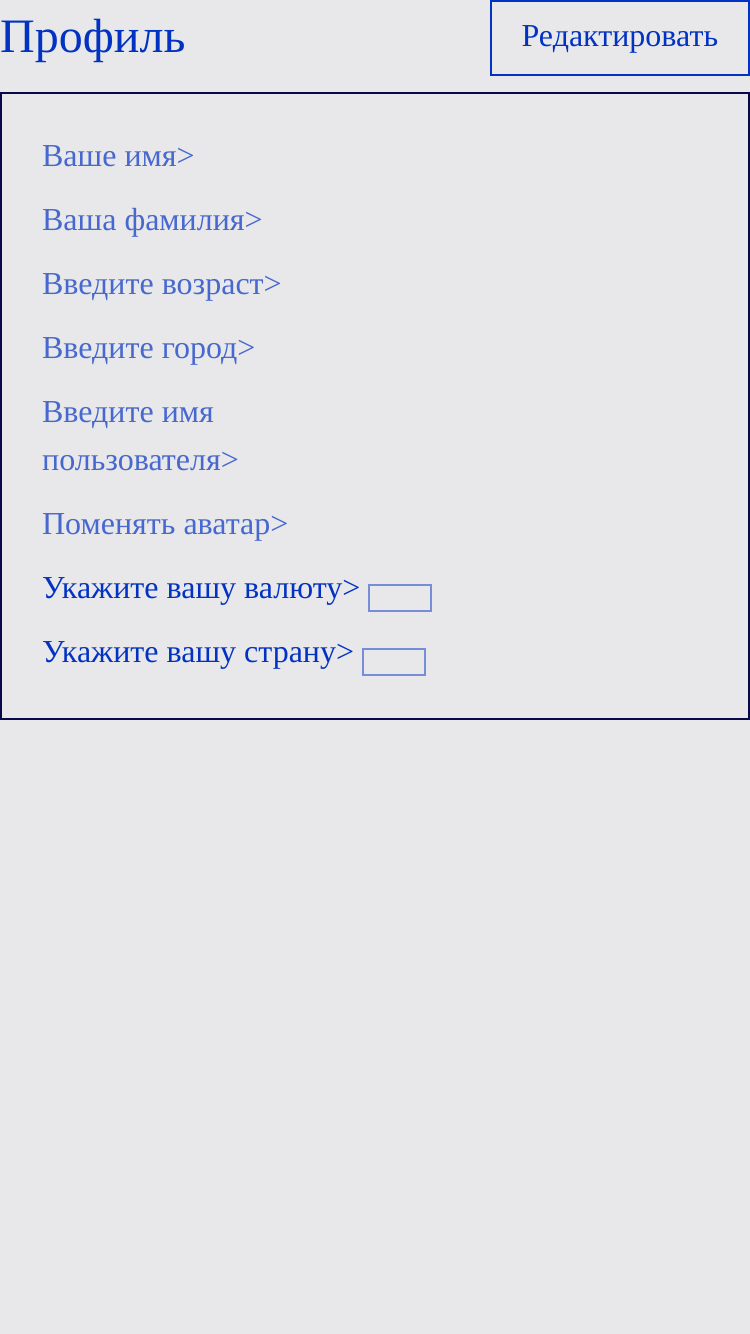 Профиль
Редактировать
Ваше имя>
Ваша фамилия>
Введите возраст>
Введите город>
Введите имя
пользователя>
Поменять аватар>
Укажите вашу валюту>
Укажите вашу страну>